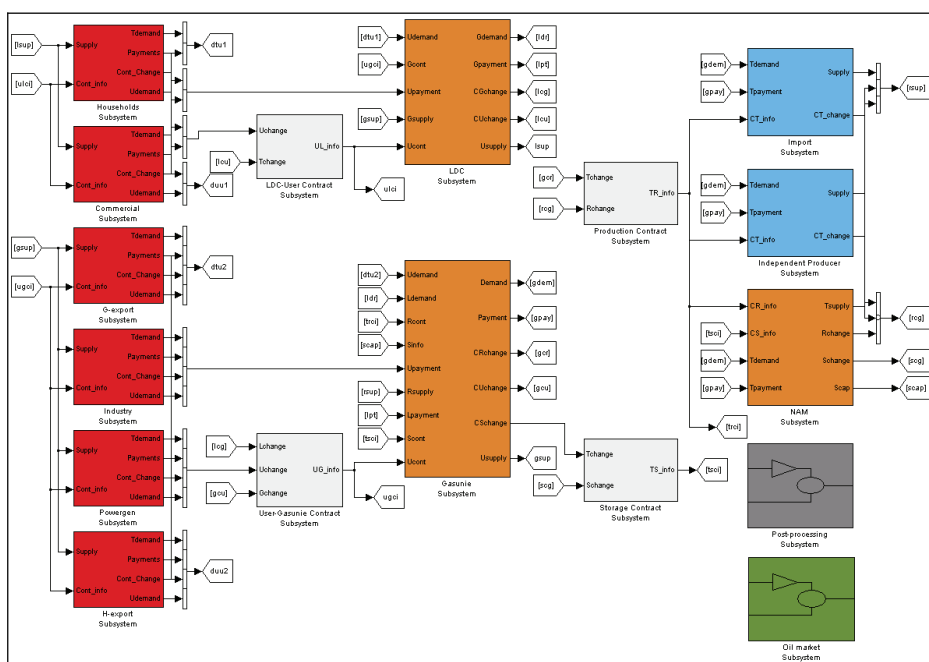 [lsup]
[ulci]
Supply
Cont_info
Tdemand
Payments
Cont_Change
Udemand
Households
Subsystem
dtu1
Supply
Cont_info
Tdemand
Payments
Cont_Change
Udemand
Commercial
Subsystem
duu1
[lcu]
Uchange
Tchange
UL_info
LDC-User Contract
Subsystem
ulci
[dtu1]
[ugci]
[gsup]
Udemand
Gcont
Upayment
Gsupply
Ucont
Gdemand
Gpayment
CGchange
CUchange
Usupply
LDC
Subsystem
[ldr]
[lpt]
[lcg]
[lcu]
lsup
[gcr]
[rcg]
Tchange
Rchange
TR_info
Production Contract
Subsystem
[gdem]
[gpay]
Tdemand
Tpayment
CT_info
Supply
CT_change
Import
Subsystem
[rsup]
[gdem]
[gpay]
Tdemand
Tpayment
CT_info
Supply
CT_change
Independent Producer
Subsystem
[tsci]
[gdem]
[gpay]
CR_info
CS_info
Tdemand
Tpayment
Tsupply
Rchange
Schange
Scap
NAM
Subsystem
[rcg]
[scg]
[scap]
[trci]
[gsup]
[ugci]
Supply
Cont_info
Tdemand
Payments
Cont_Change
Udemand
G-export
Subsystem
dtu2
Supply
Cont_info
Tdemand
Payments
Cont_Change
Udemand
Industry
Subsystem
Supply
Cont_info
Tdemand
Payments
Cont_Change
Udemand
Powergen
Subsystem
Supply
Cont_info
Tdemand
Payments
Cont_Change
Udemand
H-export
Subsystem
duu2
[lcg]
[gcu]
Lchange
Uchange
Gchange
UG_info
User-Gasunie Contract
Subsystem
ugci
[dtu2]
[ldr]
[trci]
[scap]
[rsup]
[lpt]
[tsci]
Udemand
Ldemand
Rcont
Sinfo
Upayment
Rsupply
Lpayment
Scont
Ucont
Demand
Payment
CRchange
CUchange
CSchange
Usupply
Gasunie
Subsystem
[gdem]
[gpay]
[gcr]
[gcu]
gsup
[scg]
Tchange
Schange
TS_info
Storage Contract
Subsystem
[tsci]
Post-processing
Subsystem
Oil market
Subsystem